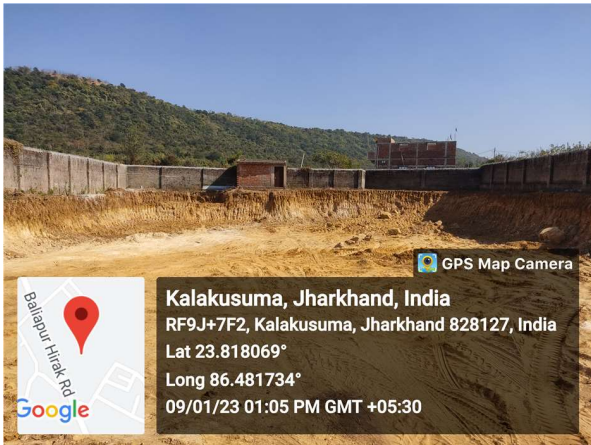 GPS Map Camera
Baliapur Hirak Rd
Google
Kalakusuma, Jharkhand, India
RF9J+7F2, Kalakusuma, Jharkhand 828127, India
Lat 23.818069°
Long 86.481734°
09/01/23 01:05 PM GMT +05:30